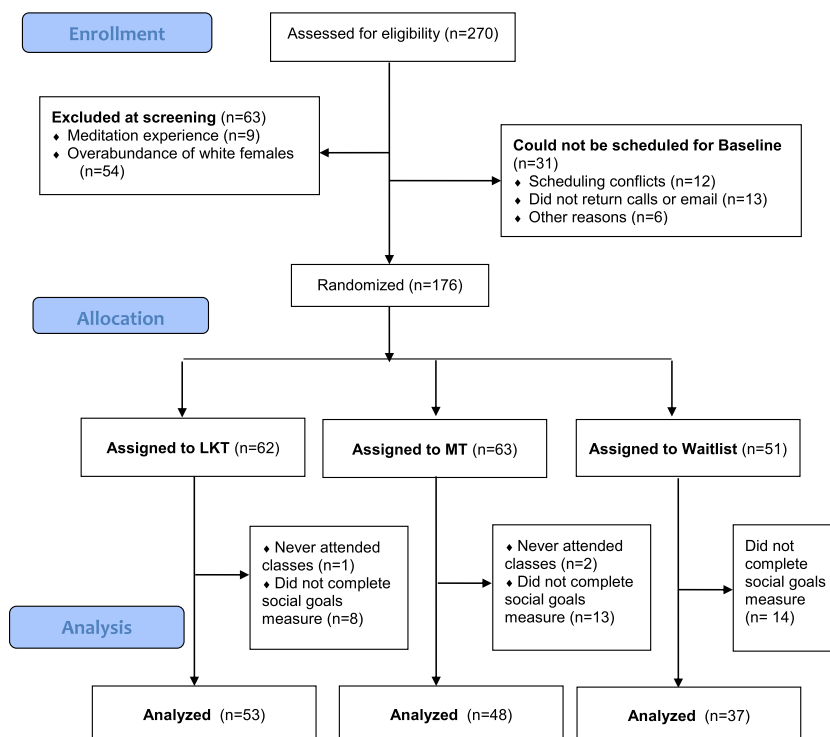 Enrollment
Assessed for eligibility (n=270)
Excluded at screening (n=63)
♦ Meditation experience (n=9)
♦ Overabundance of white females
(n=54)
Could not be scheduled for Baseline
(n=31)
♦ Scheduling conflicts (n=12)
♦ Did not return calls or email (n=13)
♦ Other reasons (n=6)
Randomized (n=176)
Allocation
Assigned to LKT (n=62)
Assigned to MT (n=63)
Assigned to Waitlist (n=51)
♦ Never attended
classes (n=1)
♦ Did not complete
social goals
measure (n=8)
♦ Never attended
classes (n=2)
♦ Did not complete
social goals
measure (n=13)
Did not
complete
social goals
measure
(n= 14)
Analysis
Analyzed (n=53)
Analyzed (n=48)
Analyzed (n=37)